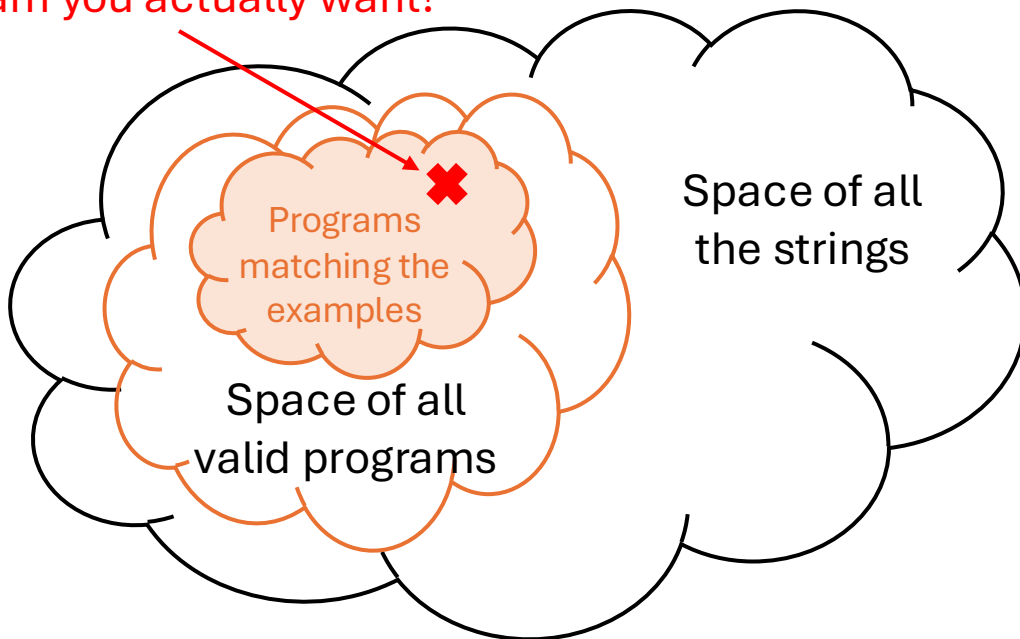 am you actually want!
Programs
matching the
examples
Space of all
the strings
Space of all
valid programs